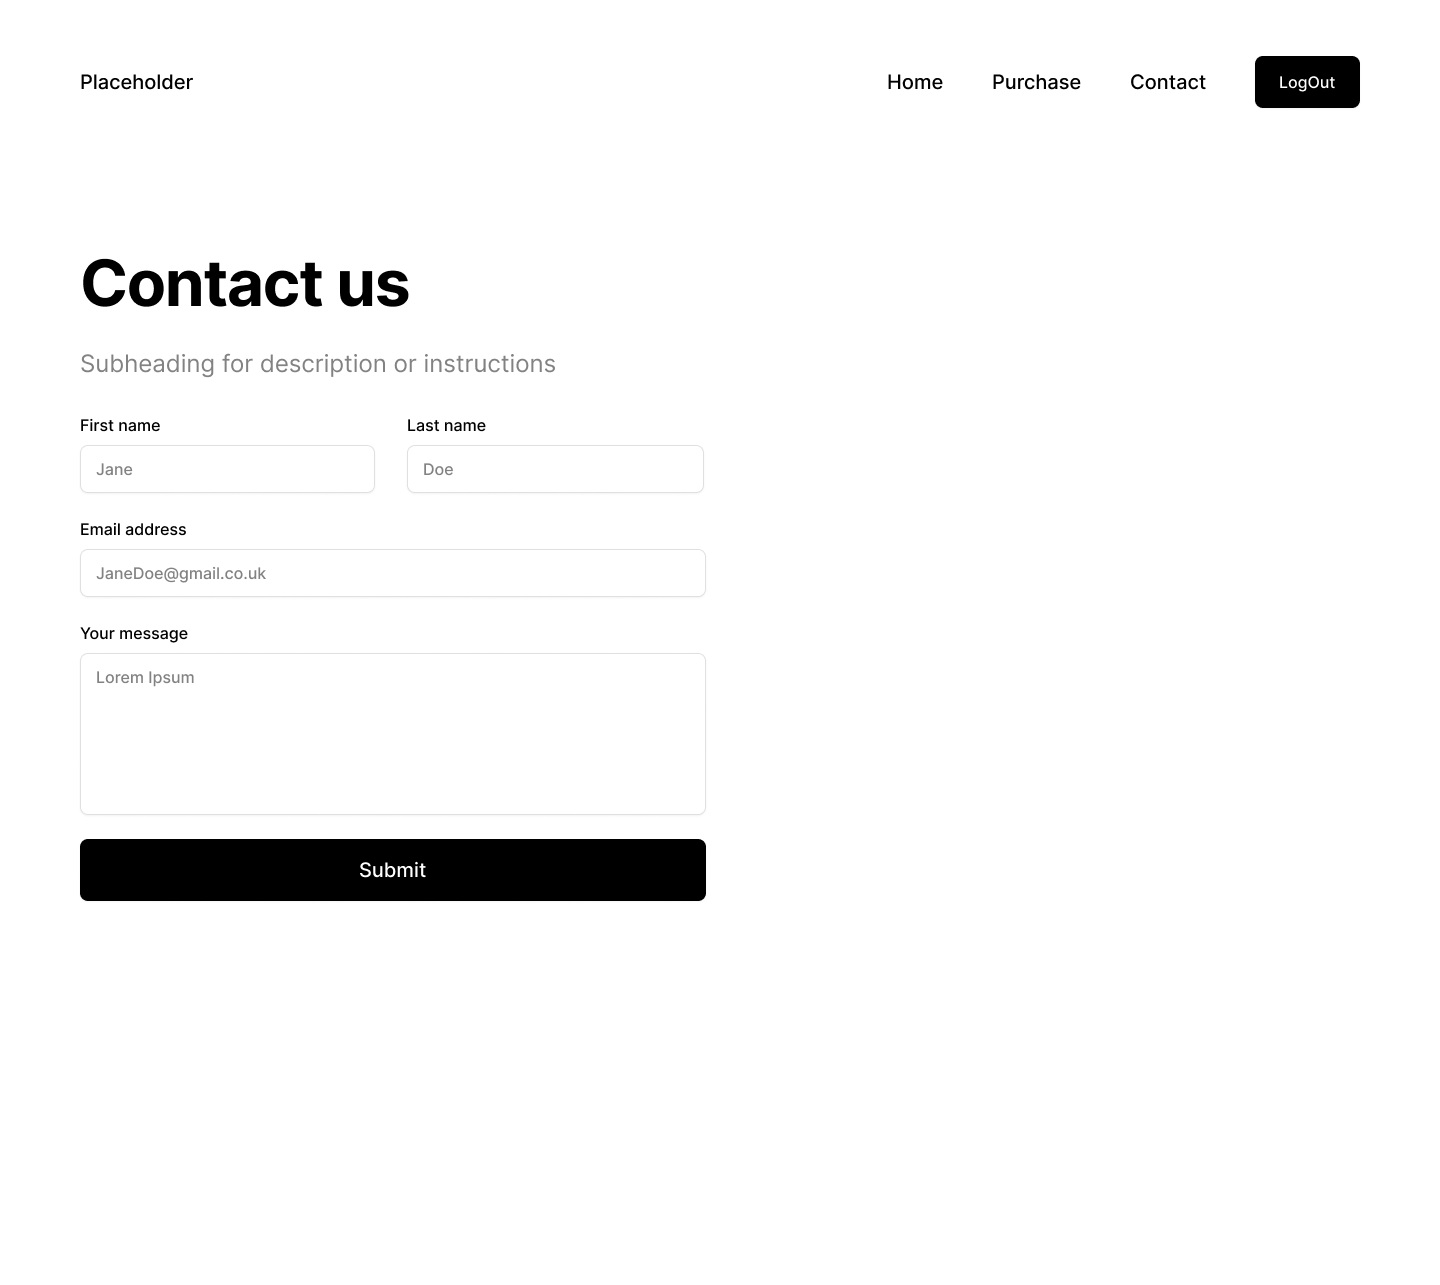 Placeholder Home Purchase Contact LogOut
Contact us
Subheading for description or instructions
First name Last name
Jane Doe
Email address
JaneDoe@gmail.co.uk
Your message
Lorem Ipsum
Submit